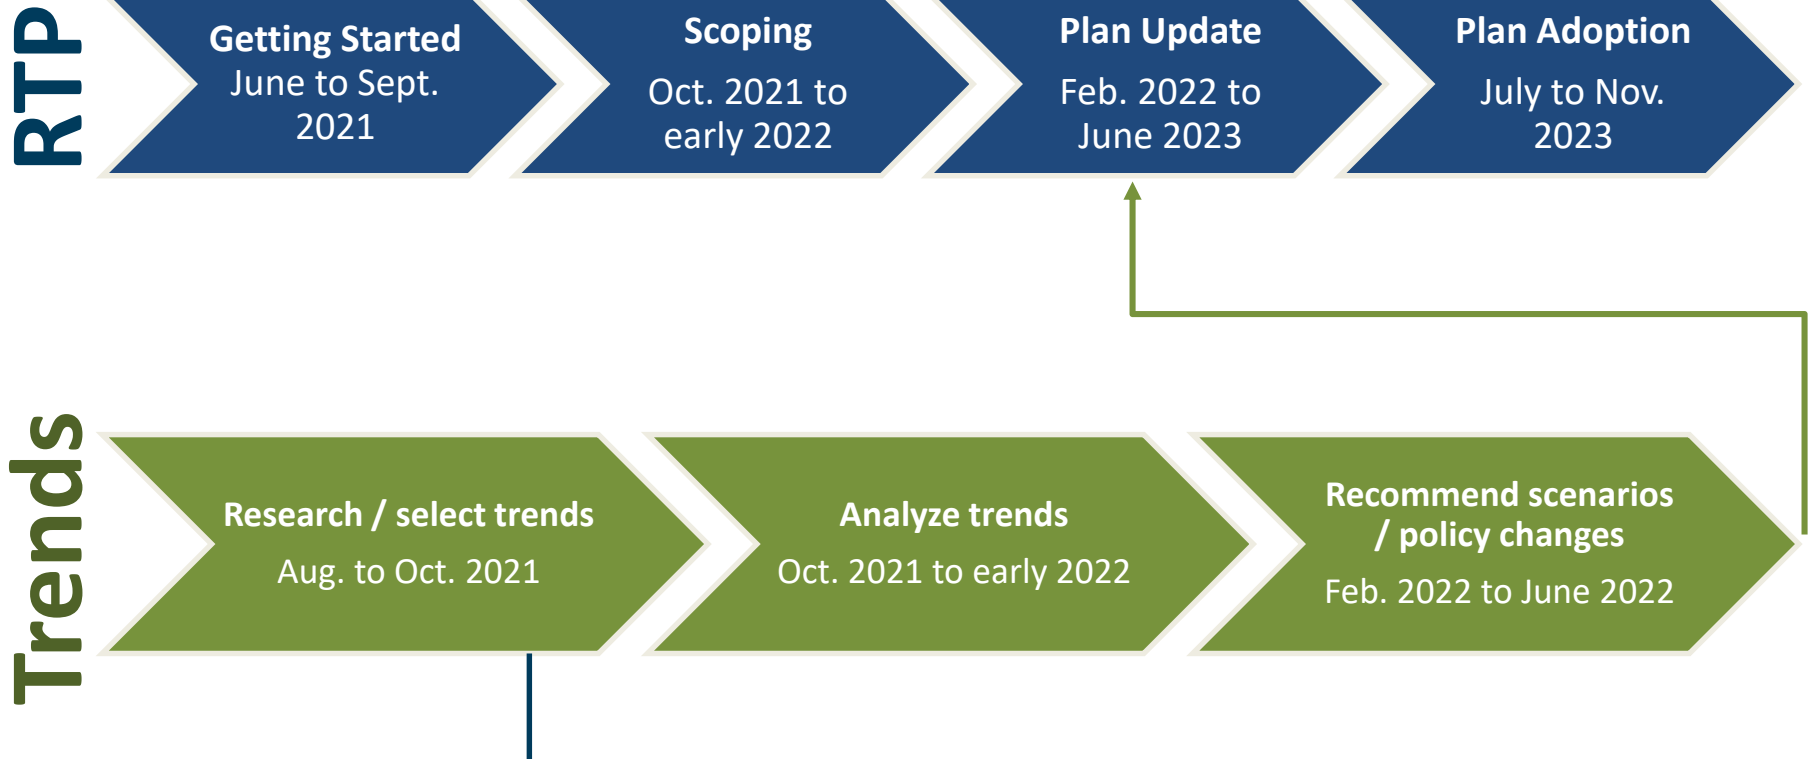 RTP
Getting Started
June to Sept.
2021
Scoping
Oct. 2021 to
early 2022
Plan Update
Feb. 2022 to
June 2023
Plan Adoption
July to Nov.
2023
Trends
Research / select trends
Aug. to Oct. 2021
Analyze trends
Oct. 2021 to early 2022
Recommend scenarios
/ policy changes
Feb. 2022 to June 2022